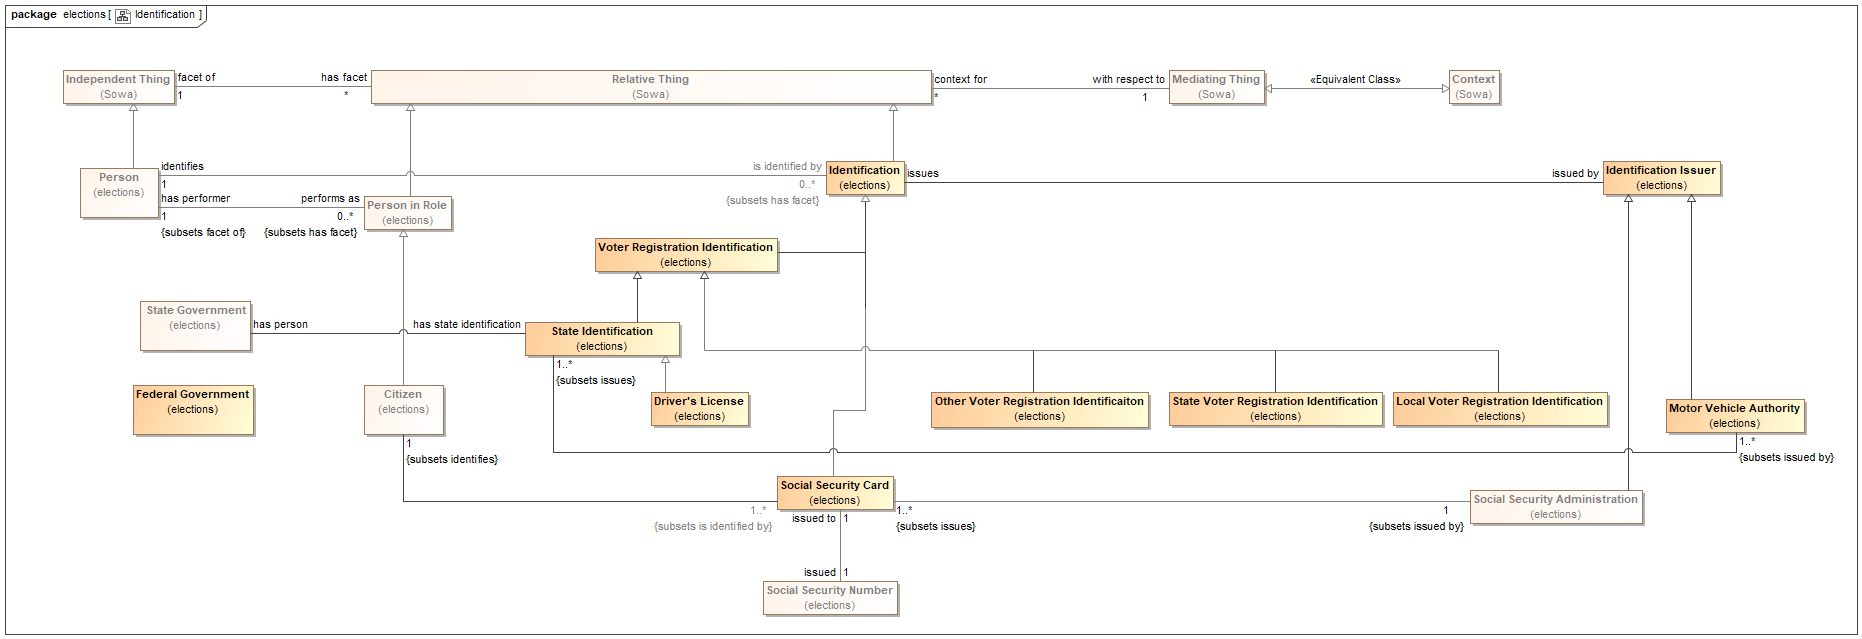 package elections [ Identification ]
Independent Thing
(Sowa)
facet of
1
has facet
*
Relative Thing
(Sowa)
context for
*
with respect to
1
Mediating Thing
(Sowa)
«Equivalent Class»
Context
(Sowa)
Person
(elections)
identifies
1
is identified by
0..*
{subsets has facet}
Identification
(elections)
issues
issued by
Identification Issuer
(elections)
has performer
1
{subsets facet of}
performs as
0..*
{subsets has facet}
Person in Role
(elections)
Voter Registration Identification
(elections)
State Government
(elections)
has person
has state identification
State Identification
(elections)
1..*
{subsets issues}
Federal Government
(elections)
Citizen
(elections)
1
{subsets identifies}
Driver's License
(elections)
Other Voter Registration Identificaiton
(elections)
State Voter Registration Identification
(elections)
Local Voter Registration Identification
(elections)
Motor Vehicle Authority
(elections)
1..*
{subsets issued by}
Social Security Card
(elections)
1..*
{subsets is identified by}
issued to
1
1..*
{subsets issues}
1
{subsets issued by}
Social Security Administration
(elections)
issued
1
Social Security Number
(elections)